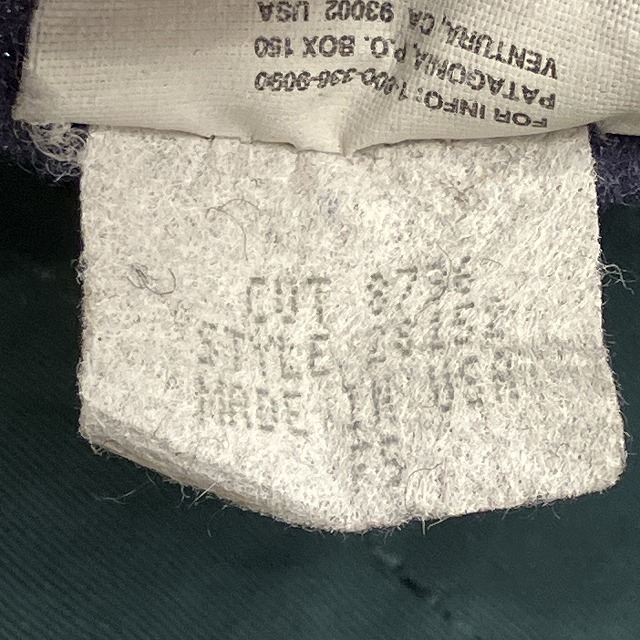 FOR INFO: 1-800-336-9090
PATAGONIA, P.O. BOX 150
VENTURA, CA 93002 USA
CUT
STYLE
MADE IN USA